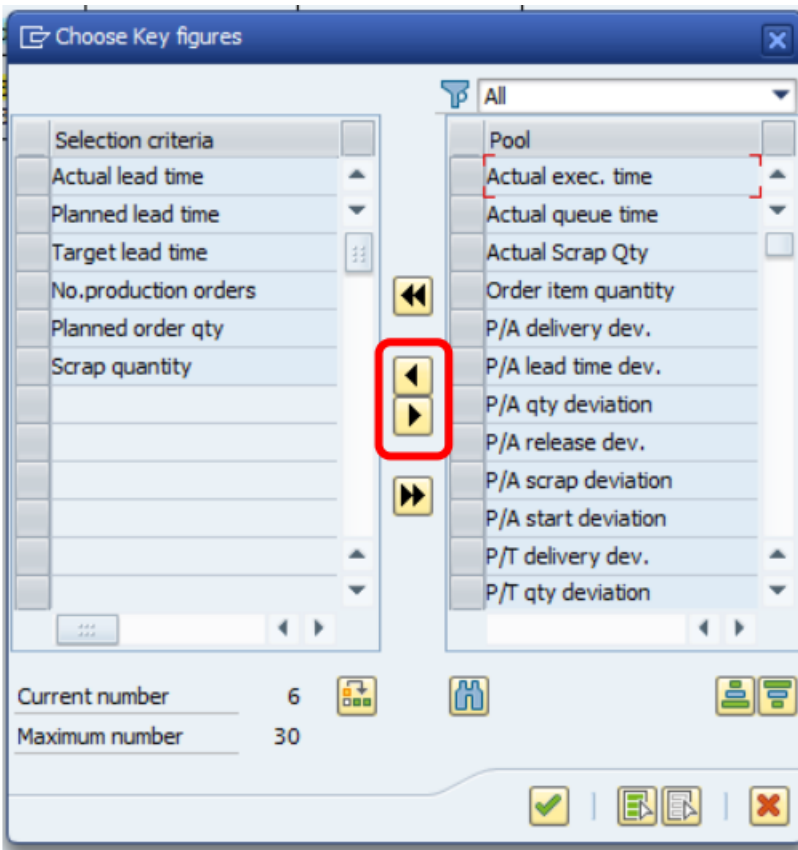 Choose Key figures
All
Selection criteria
Actual lead time
Planned lead time
Target lead time
No.production orders
Planned order qty
Scrap quantity
Pool
Actual exec. time
Actual queue time
Actual Scrap Qty
Order item quantity
P/A delivery dev.
P/A lead time dev.
P/A qty deviation
P/A release dev.
P/A scrap deviation
P/A start deviation
P/T delivery dev.
P/T qty deviation
Current number 6
Maximum number 30